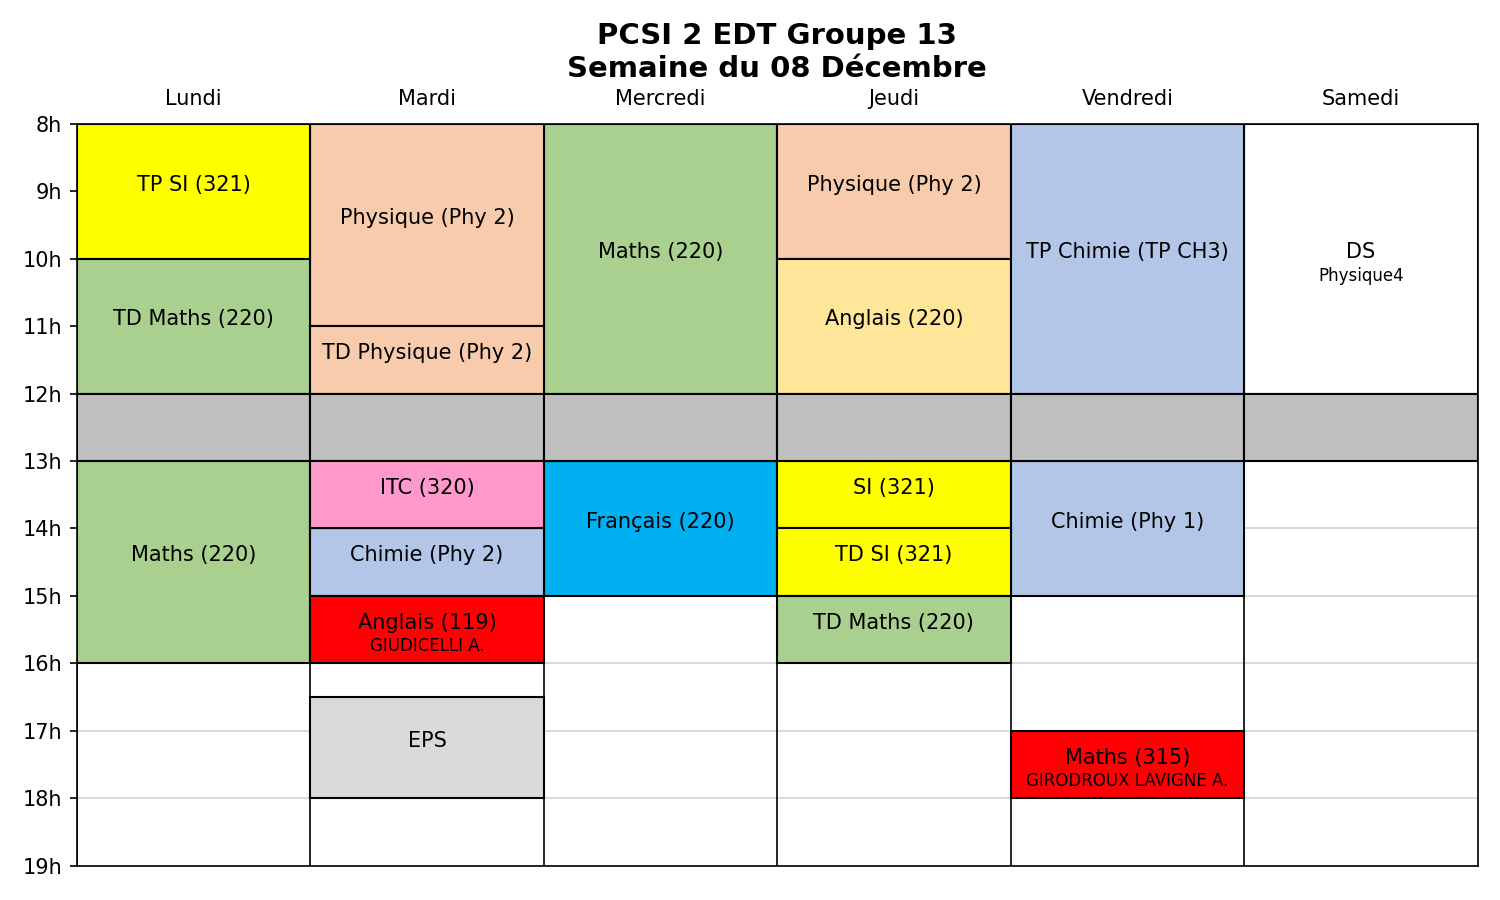 PCSI 2 EDT Groupe 13
Semaine du 08 Décembre
Lundi
Mardi
Mercredi
Jeudi
Vendredi
Samedi
8h
9h
10h
11h
12h
13h
14h
15h
16h
17h
18h
19h
TP SI (321)
TD Maths (220)
Maths (220)
Physique (Phy 2)
TD Physique (Phy 2)
ITC (320)
Chimie (Phy 2)
Anglais (119)
GIUDICELLI A.
EPS
Maths (220)
Français (220)
Physique (Phy 2)
Anglais (220)
SI (321)
TD SI (321)
TD Maths (220)
TP Chimie (TP CH3)
Chimie (Phy 1)
Maths (315)
GIRODROUX LAVIGNE A.
DS
Physique4